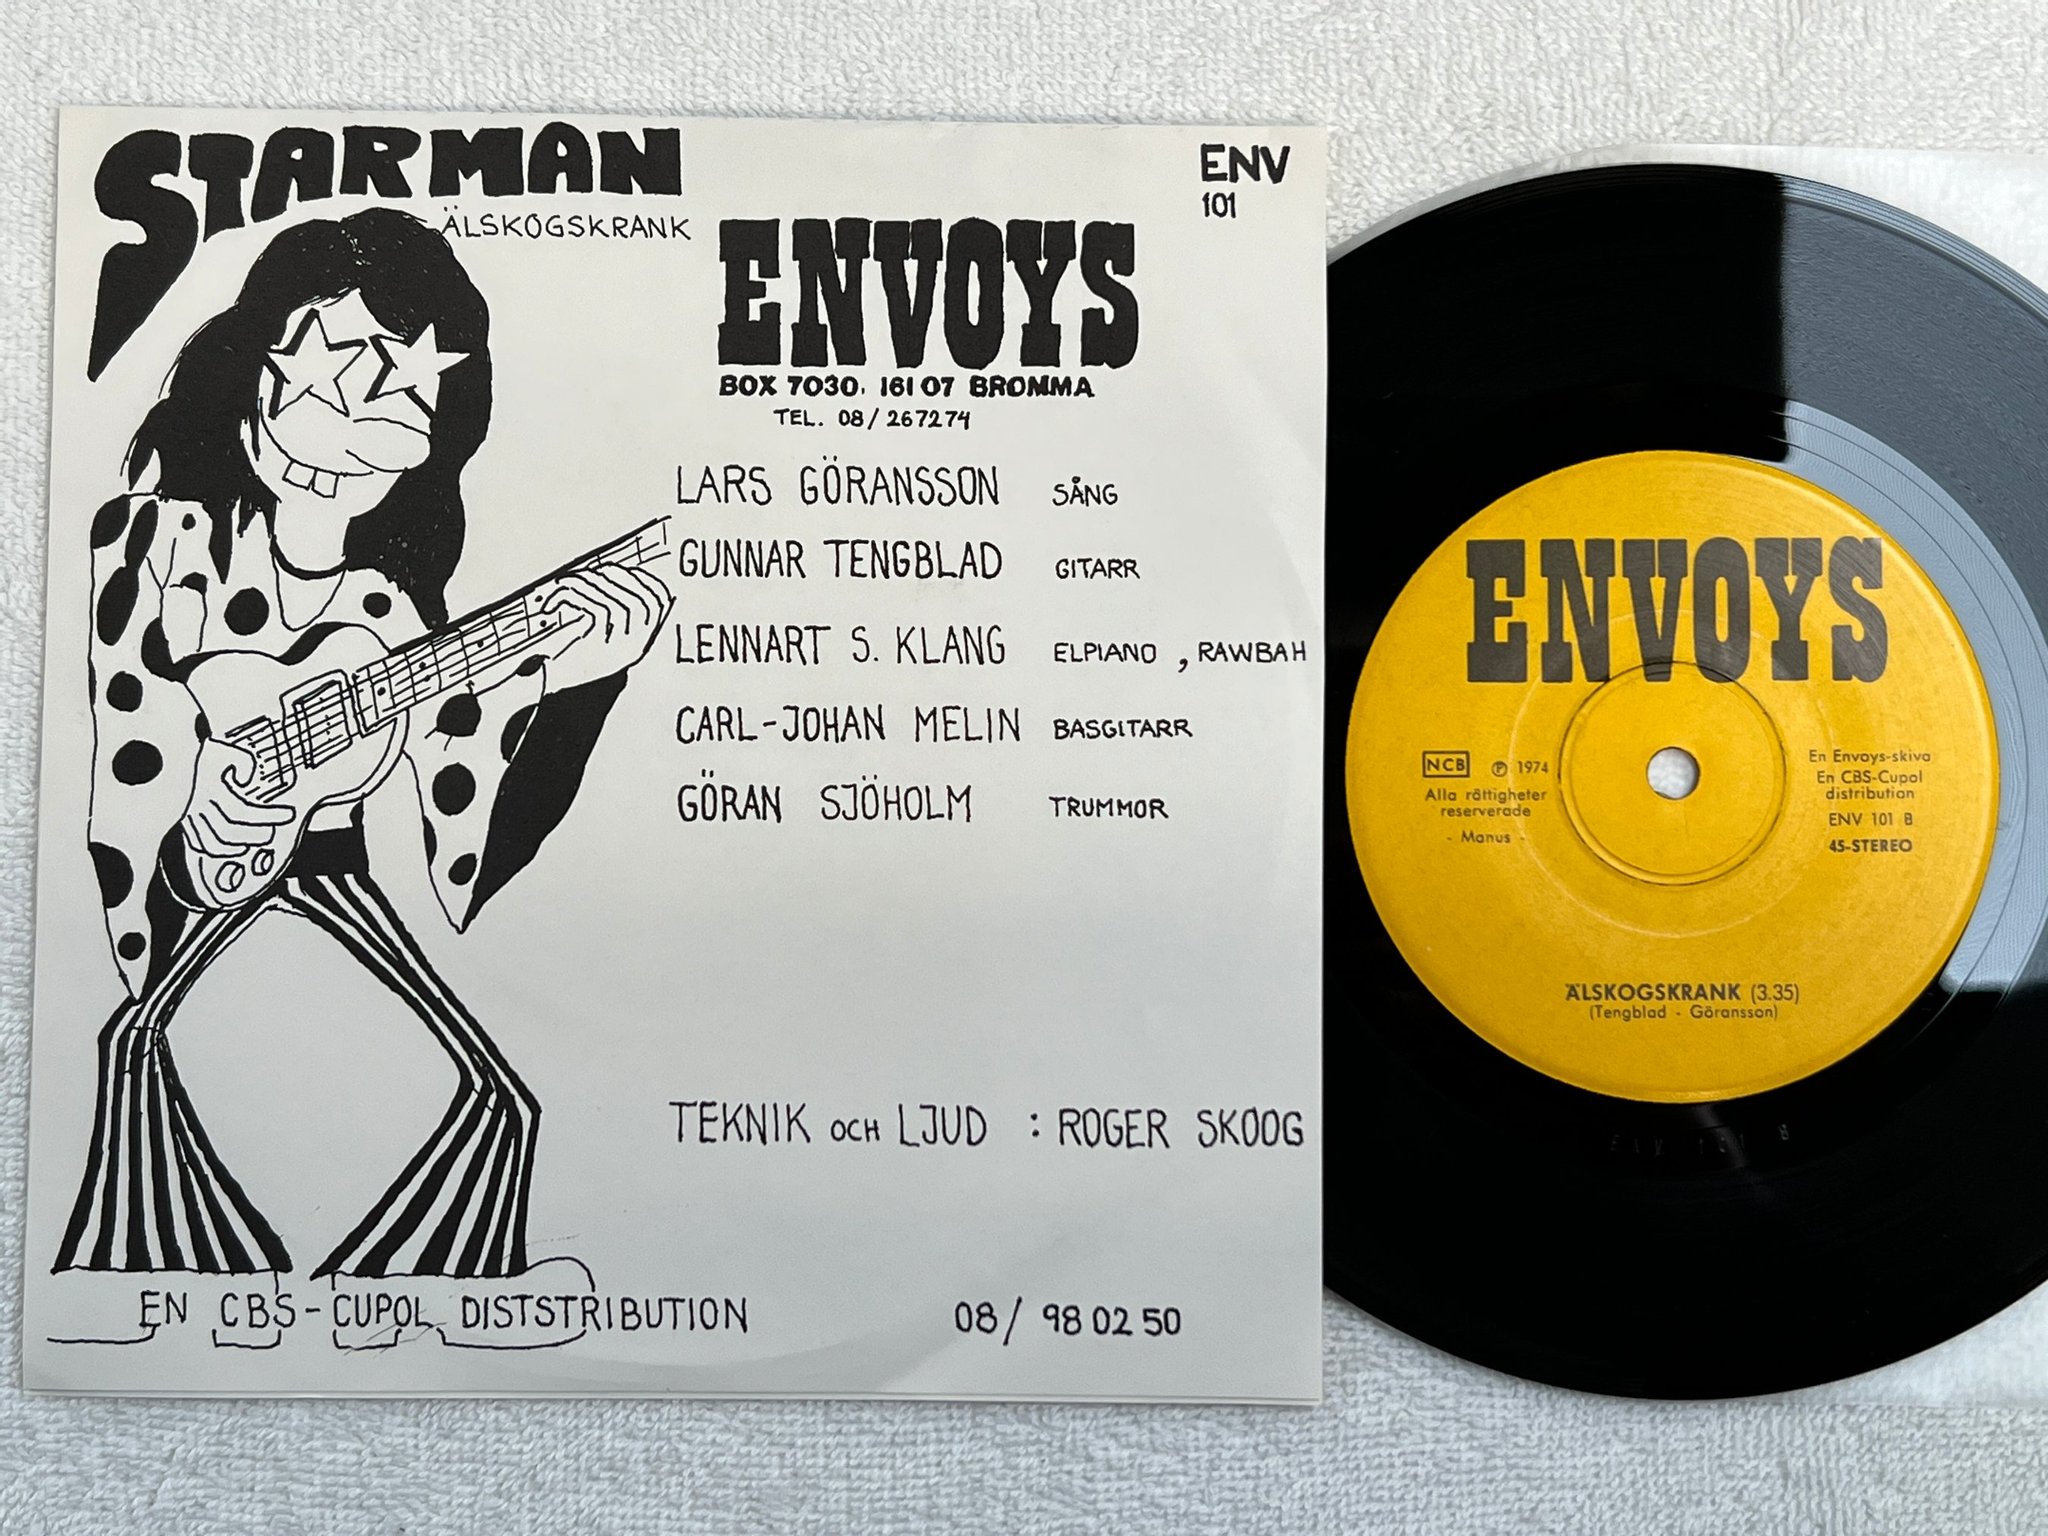 STARMAN
ÄLSKOGSKRANK
ENV
101
ENVOYS
BOX 7030, 161 07 BROMMA
TEL. 08/267274
LARS GÖRANSSON SÅNG
GUNNAR TENGBLAD GITARR
LENNART S. KLANG ELPIANO, RAWBAH
CARL-JOHAN MELIN BASGITARR
GÖRAN SJÖHOLM TRUMMOR
TEKNIK OCH LJUD : ROGER SKOOG
EN CBS-CUPOL DISTSTRIBUTION 08/ 98 02 50
ENVOYS
NCB ℗ 1974
Alla rättigheter
reserverade
- Manus -
En Envoys-skiva
En CBS-Cupol
distribution
ENV 101 B
45-STEREO
ÄLSKOGSKRANK (3.35)
(Tengblad - Göransson)